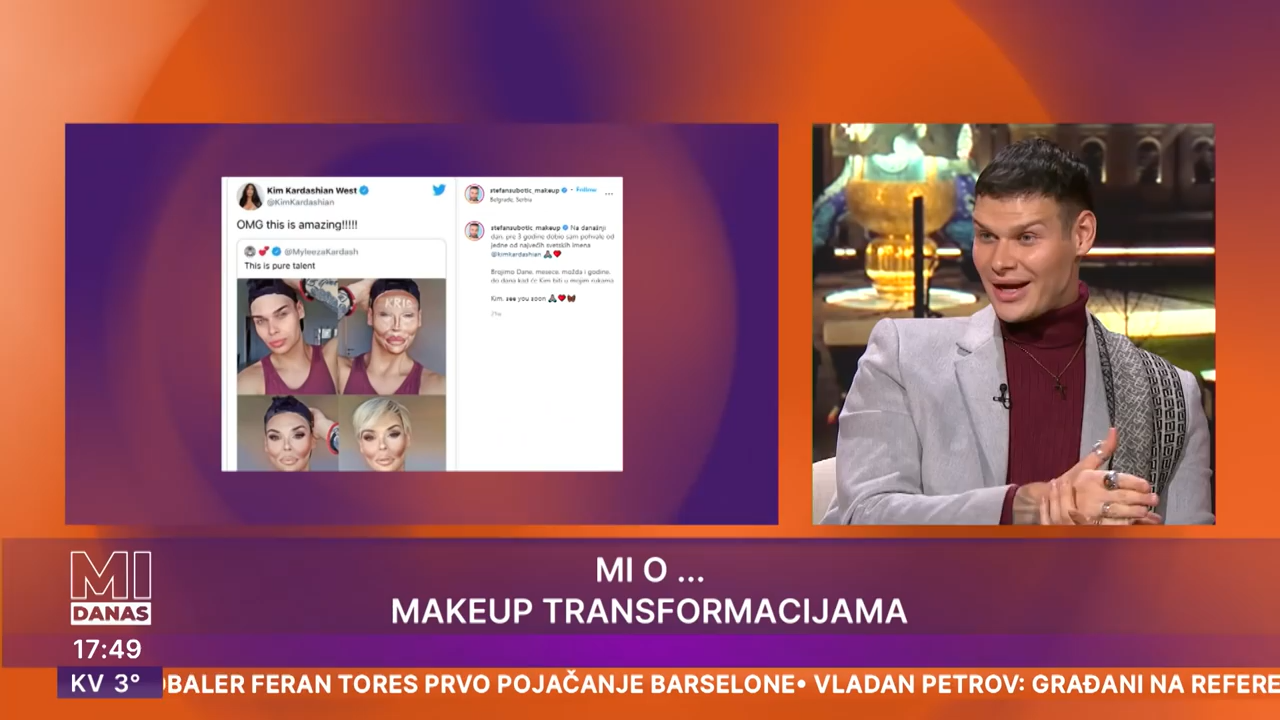 Kim Kardashian West
@KimKardashian
OMG this is amazing!!!!!
@MyleezaKardash
This is pure talent
KRIS
stefansubotic_makeup • Follow
Belgrade, Serbia
...
stefansubotic_makeup Na današnji
dan, pre 3 godine dobio sam pohvale od
jedne od najvećih svetskih imena
@kimkardashian
Brojimo Dane, mesece, možda i godine,
do dana kad će Kim biti u mojim rukama
Kim, see you soon
MI O ...
MAKEUP TRANSFORMACIJAMA
MI
DANAS
17:49
KV 3°
OBALER FERAN TORES PRVO POJAČANJE BARSELONE• VLADAN PETROV: GRAĐANI NA REFERE